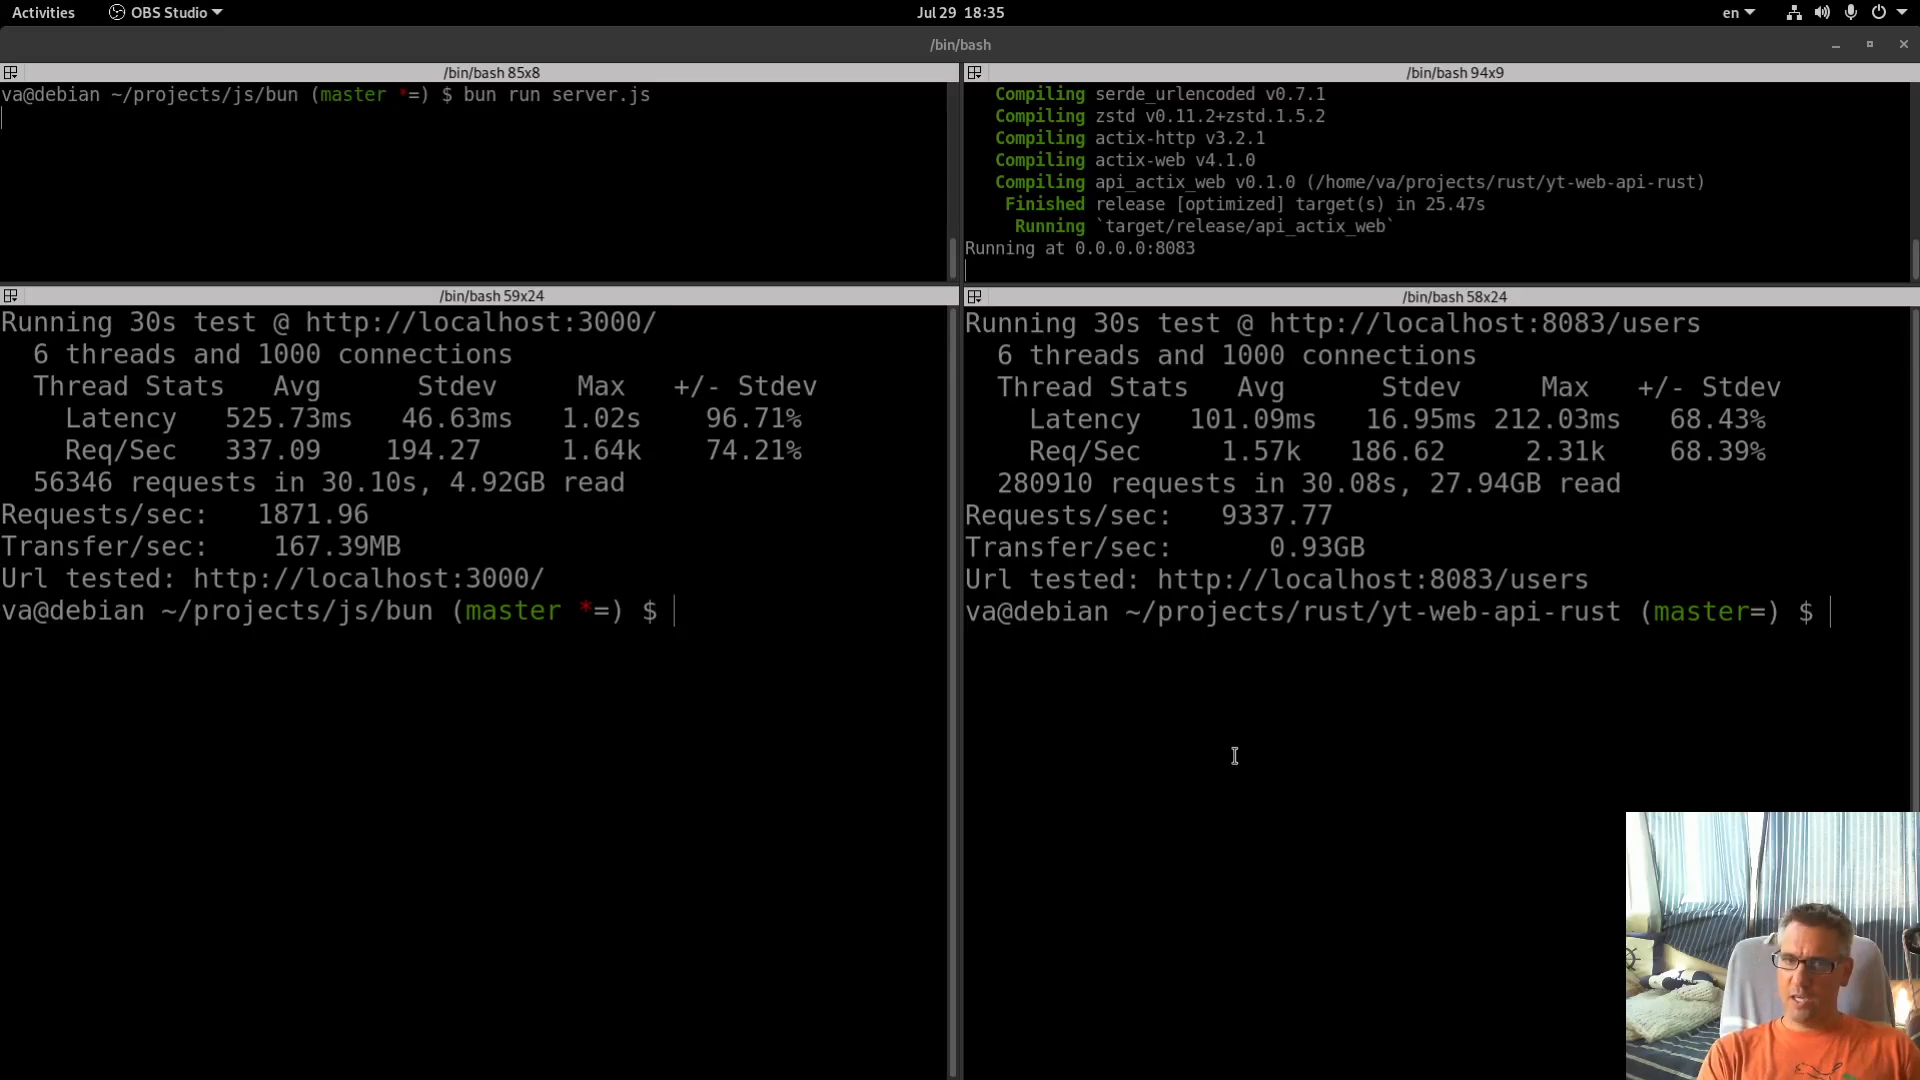 Activities OBS Studio Jul 29 18:35 en
/bin/bash
/bin/bash 85x8
va@debian ~/projects/js/bun (master *=) $ bun run server.js
/bin/bash 94x9
Compiling serde_urlencoded v0.7.1
Compiling zstd v0.11.2+zstd.1.5.2
Compiling actix-http v3.2.1
Compiling actix-web v4.1.0
Compiling api_actix_web v0.1.0 (/home/va/projects/rust/yt-web-api-rust)
Finished release [optimized] target(s) in 25.47s
Running `target/release/api_actix_web`
Running at 0.0.0.0:8083
/bin/bash 59x24
Running 30s test @ http://localhost:3000/
6 threads and 1000 connections
Thread Stats Avg Stdev Max +/- Stdev
Latency 525.73ms 46.63ms 1.02s 96.71%
Req/Sec 337.09 194.27 1.64k 74.21%
56346 requests in 30.10s, 4.92GB read
Requests/sec: 1871.96
Transfer/sec: 167.39MB
Url tested: http://localhost:3000/
va@debian ~/projects/js/bun (master *=) $
/bin/bash 58x24
Running 30s test @ http://localhost:8083/users
6 threads and 1000 connections
Thread Stats Avg Stdev Max +/- Stdev
Latency 101.09ms 16.95ms 212.03ms 68.43%
Req/Sec 1.57k 186.62 2.31k 68.39%
280910 requests in 30.08s, 27.94GB read
Requests/sec: 9337.77
Transfer/sec: 0.93GB
Url tested: http://localhost:8083/users
va@debian ~/projects/rust/yt-web-api-rust (master=) $